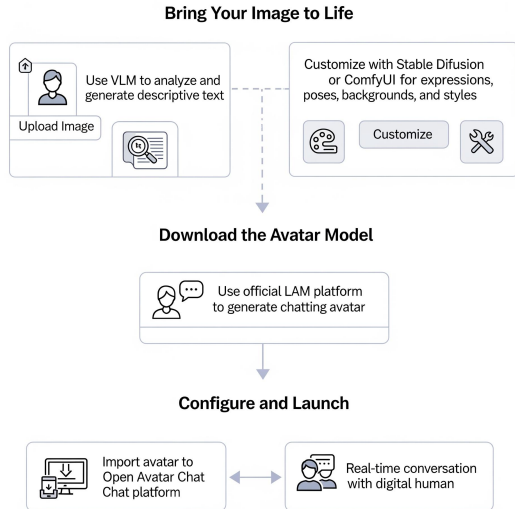 Bring Your Image to Life
Use VLM to analyze and
generate descriptive text
Upload Image
Customize with Stable Difusion
or ComfyUI for expressions,
poses, backgrounds, and styles
Customize
Download the Avatar Model
Use official LAM platform
to generate chatting avatar
Configure and Launch
Import avatar to
Open Avatar Chat
Chat platform
Real-time conversation
with digital human